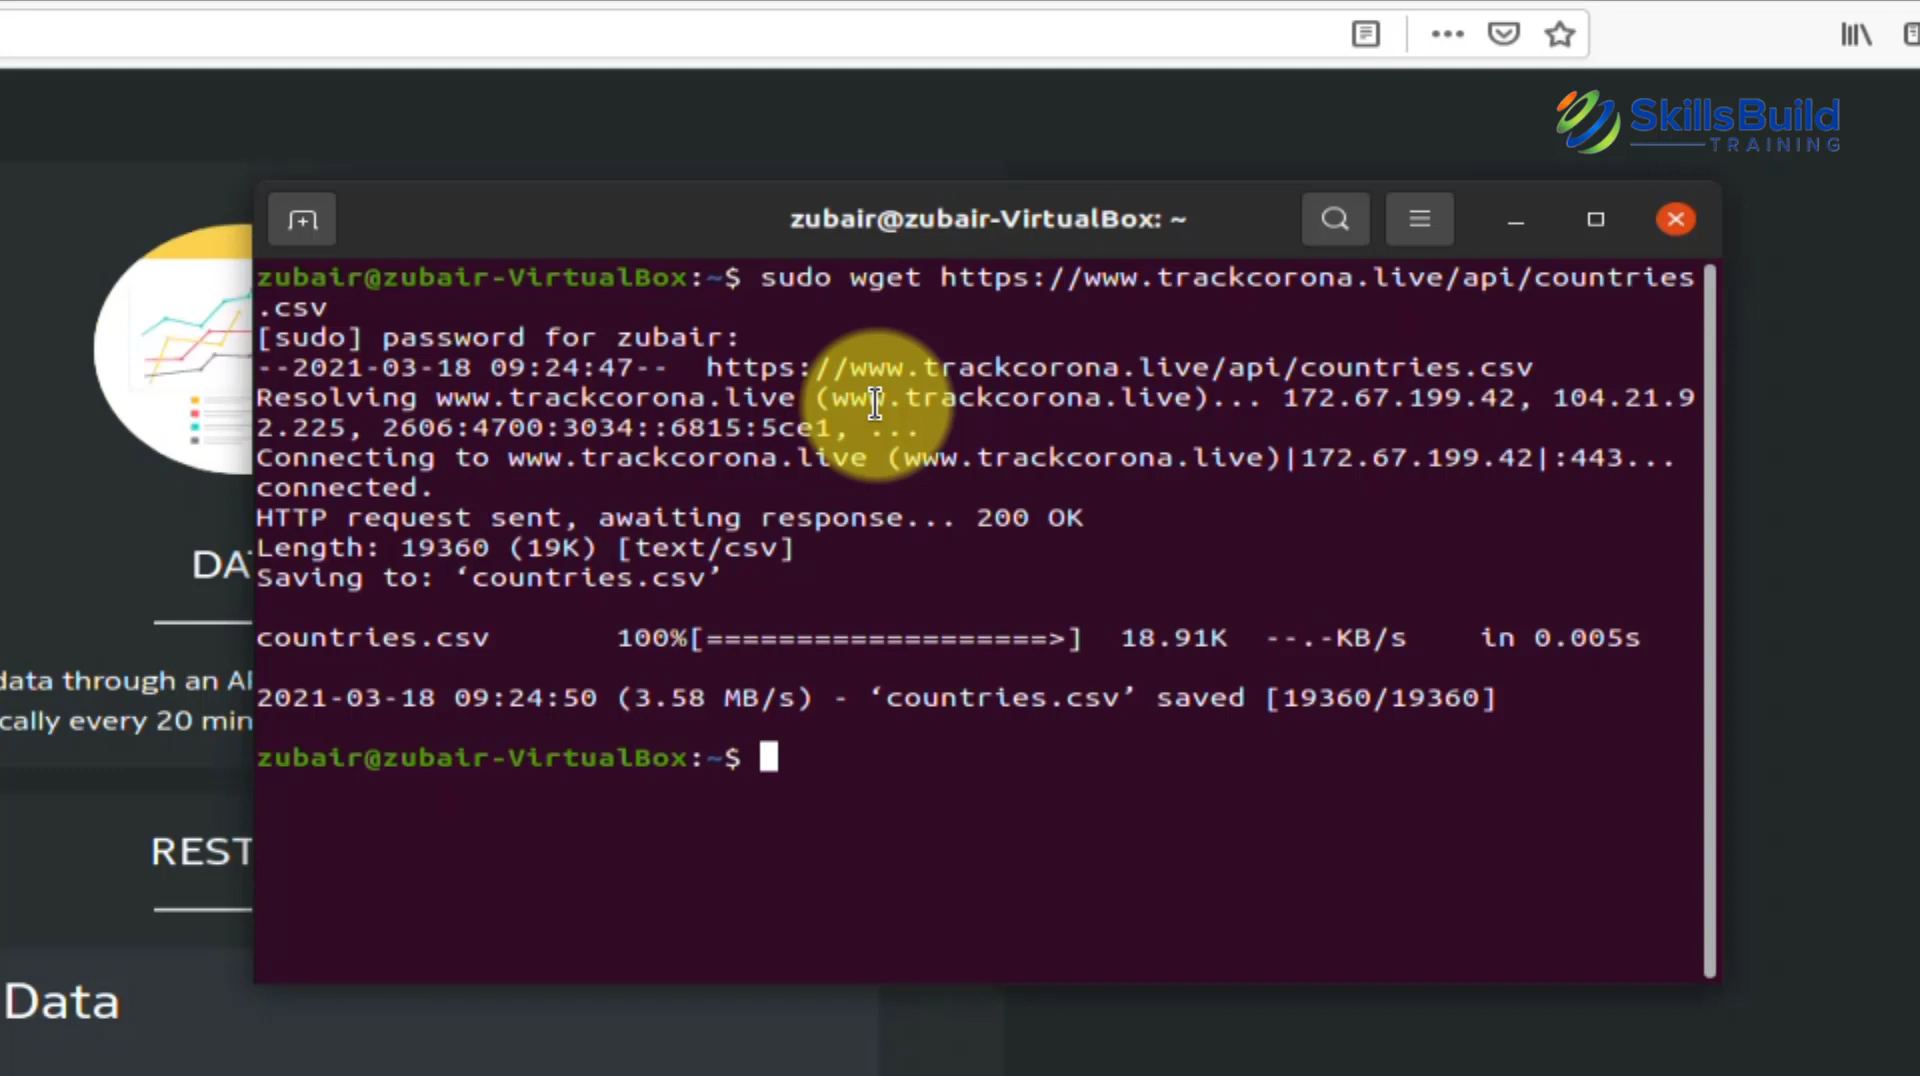 SkillsBuild
TRAINING
zubair@zubair-VirtualBox: ~
zubair@zubair-VirtualBox:~$ sudo wget https://www.trackcorona.live/api/countries
.csv
[sudo] password for zubair:
--2021-03-18 09:24:47--  https://www.trackcorona.live/api/countries.csv
Resolving www.trackcorona.live (www.trackcorona.live)... 172.67.199.42, 104.21.9
2.225, 2606:4700:3034::6815:5ce1, ...
Connecting to www.trackcorona.live (www.trackcorona.live)|172.67.199.42|:443...
connected.
HTTP request sent, awaiting response... 200 OK
Length: 19360 (19K) [text/csv]
Saving to: ‘countries.csv’
countries.csv       100%[===================>]  18.91K  --.-KB/s    in 0.005s
2021-03-18 09:24:50 (3.58 MB/s) - ‘countries.csv’ saved [19360/19360]
zubair@zubair-VirtualBox:~$
DA
data through an AP
cally every 20 min
REST
Data